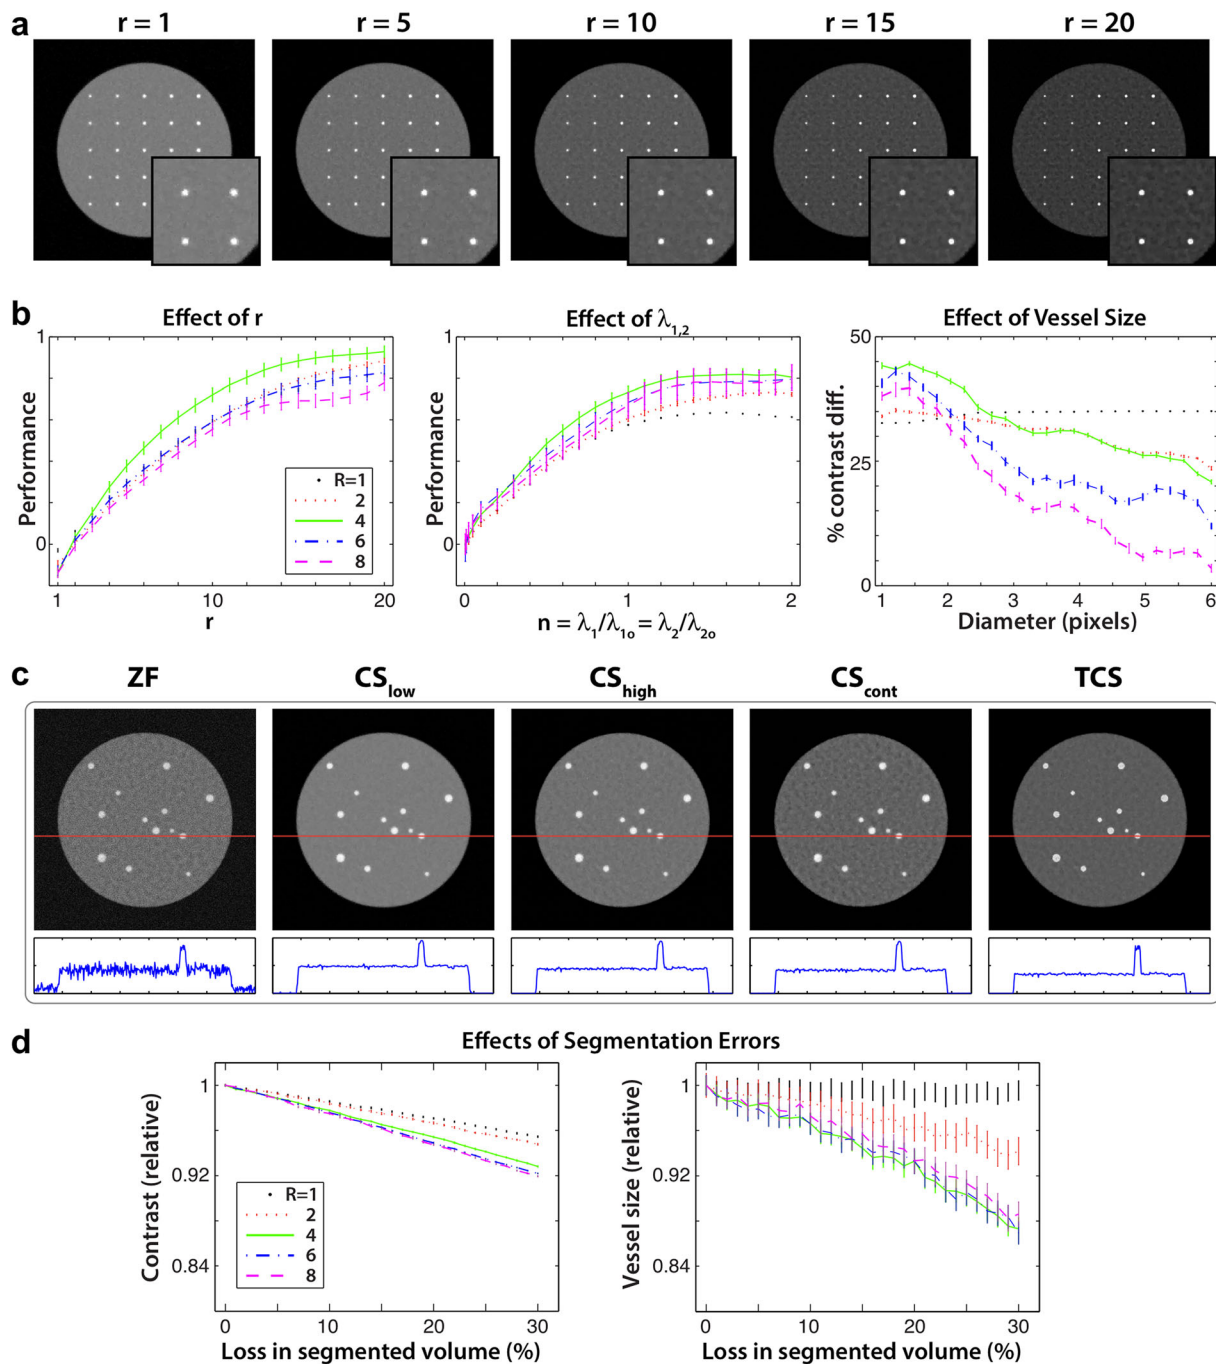 a
r = 1 r = 5 r = 10 r = 15 r = 20
b
Effect of r
1
Performance
0
1 10 20
r
R=1
2
4
6
8
Effect of λ1,2
1
Performance
0
0 1 2
n = λ1/λ1o = λ2/λ2o
Effect of Vessel Size
50
% contrast diff.
25
0
1 2 3 4 5 6
Diameter (pixels)
c
ZF CSlow CShigh CScont TCS
d
Effects of Segmentation Errors
1
Contrast (relative)
0.92
0.84
R=1
2
4
6
8
0 10 20 30
Loss in segmented volume (%)
1
Vessel size (relative)
0.92
0.84
0 10 20 30
Loss in segmented volume (%)